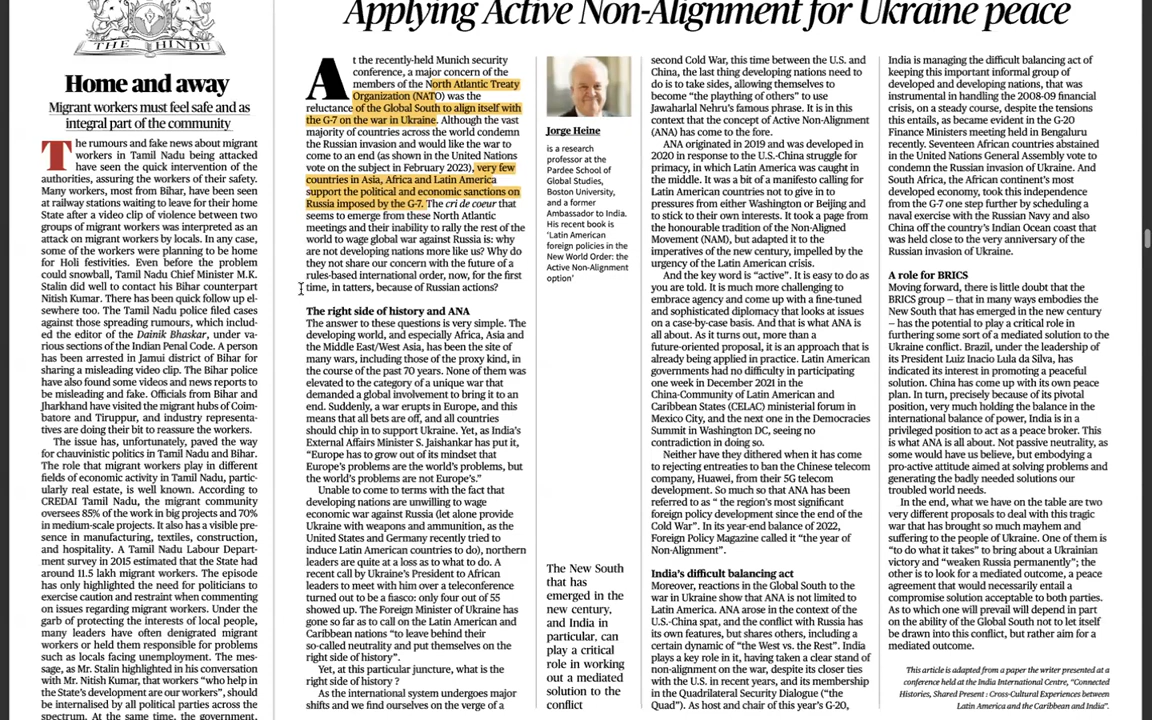 Applying Active Non-Alignment for Ukraine peace
THE HINDU
Home and away
Migrant workers must feel safe and as
integral part of the community
The rumours and fake news about migrant
workers in Tamil Nadu being attacked
have seen the quick intervention of the
authorities, assuring the workers of their safety.
Many workers, most from Bihar, have been seen
at railway stations waiting to leave for their home
State after a video clip of violence between two
groups of migrant workers was interpreted as an
attack on migrant workers by locals. In any case,
some of the workers were planning to be home
for Holi festivities. Even before the problem
could snowball, Tamil Nadu Chief Minister M.K.
Stalin did well to contact his Bihar counterpart
Nitish Kumar. There has been quick follow up el-
sewhere too. The Tamil Nadu police filed cases
against those spreading rumours, which includ-
ed the editor of the Dainik Bhaskar, under va-
rious sections of the Indian Penal Code. A person
has been arrested in Jamui district of Bihar for
sharing a misleading video clip. The Bihar police
have also found some videos and news reports to
be misleading and fake. Officials from Bihar and
Jharkhand have visited the migrant hubs of Coim-
batore and Tiruppur, and industry representa-
tives are doing their bit to reassure the workers.
The issue has, unfortunately, paved the way
for chauvinistic politics in Tamil Nadu and Bihar.
The role that migrant workers play in different
fields of economic activity in Tamil Nadu, partic-
ularly real estate, is well known. According to
CREDAI Tamil Nadu, the migrant community
oversees 85% of the work in big projects and 70%
in medium-scale projects. It also has a visible pre-
sence in manufacturing, textiles, construction,
and hospitality. A Tamil Nadu Labour Depart-
ment survey in 2015 estimated that the State had
around 11.5 lakh migrant workers. The episode
has only highlighted the need for politicians to
exercise caution and restraint when commenting
on issues regarding migrant workers. Under the
garb of protecting the interests of local people,
many leaders have often denigrated migrant
workers or held them responsible for problems
such as locals facing unemployment. The mes-
sage, as Mr. Stalin highlighted in his conversation
with Mr. Nitish Kumar, that workers "who help in
the State's development are our workers", should
be internalised by all political parties across the
spectrum. At the same time, the government,
At the recently-held Munich security
conference, a major concern of the
members of the North Atlantic Treaty
Organization (NATO) was the
reluctance of the Global South to align itself with
the G-7 on the war in Ukraine. Although the vast
majority of countries across the world condemn
the Russian invasion and would like the war to
come to an end (as shown in the United Nations
vote on the subject in February 2023), very few
countries in Asia, Africa and Latin America
support the political and economic sanctions on
Russia imposed by the G-7. The cri de coeur that
seems to emerge from these North Atlantic
meetings and their inability to rally the rest of the
world to wage global war against Russia is: why
are not developing nations more like us? Why do
they not share our concern with the future of a
rules-based international order, now, for the first
time, in tatters, because of Russian actions?
The right side of history and ANA
The answer to these questions is very simple. The
developing world, and especially Africa, Asia and
the Middle East/West Asia, has been the site of
many wars, including those of the proxy kind, in
the course of the past 70 years. None of them was
elevated to the category of a unique war that
demanded a global involvement to bring it to an
end. Suddenly, a war erupts in Europe, and this
means that all bets are off, and all countries
should chip in to support Ukraine. Yet, as India's
External Affairs Minister S. Jaishankar has put it,
"Europe has to grow out of its mindset that
Europe's problems are the world's problems, but
the world's problems are not Europe's."
Unable to come to terms with the fact that
developing nations are unwilling to wage
economic war against Russia (let alone provide
Ukraine with weapons and ammunition, as the
United States and Germany recently tried to
induce Latin American countries to do), northern
leaders are quite at a loss as to what to do. A
recent call by Ukraine's President to African
leaders to meet with him over a teleconference
turned out to be a fiasco: only four out of 55
showed up. The Foreign Minister of Ukraine has
gone so far as to call on the Latin American and
Caribbean nations "to leave behind their
so-called neutrality and put themselves on the
right side of history".
Yet, at this particular juncture, what is the
right side of history ?
As the international system undergoes major
shifts and we find ourselves on the verge of a
Jorge Heine
is a research
professor at the
Pardee School of
Global Studies,
Boston University,
and a former
Ambassador to India.
His recent book is
'Latin American
foreign policies in the
New World Order: the
Active Non-Alignment
option'
The New South
that has
emerged in the
new century,
and India in
particular, can
play a critical
role in working
out a mediated
solution to the
conflict
second Cold War, this time between the U.S. and
China, the last thing developing nations need to
do is to take sides, allowing themselves to
become "the plaything of others" to use
Jawarlal Nehru's famous phrase. It is in this
context that the concept of Active Non-Alignment
(ANA) has come to the fore.
ANA originated in 2019 and was developed in
2020 in response to the U.S.-China struggle for
primacy, in which Latin America was caught in
the middle. It was a bit of a manifesto calling for
Latin American countries not to give in to
pressures from either Washington or Beijing and
to stick to their own interests. It took a page from
the honourable tradition of the Non-Aligned
Movement (NAM), but adapted it to the
imperatives of the new century, impelled by the
urgency of the Latin American crisis.
And the key word is "active". It is easy to do as
you are told. It is much more challenging to
embrace agency and come up with a fine-tuned
and sophisticated diplomacy that looks at issues
on a case-by-case basis. And that is what ANA is
all about. As it turns out, more than a
future-oriented proposal, it is an approach that is
already being applied in practice. Latin American
governments had no difficulty in participating
one week in December 2021 in the
China-Community of Latin American and
Caribbean States (CELAC) ministerial forum in
Mexico City, and the next one in the Democracies
Summit in Washington DC, seeing no
contradiction in doing so.
Neither have they dithered when it has come
to rejecting entreaties to ban the Chinese telecom
company, Huawei, from their 5G telecom
development. So much so that ANA has been
referred to as " the region's most significant
foreign policy development since the end of the
Cold War". In its year-end balance of 2022,
Foreign Policy Magazine called it "the year of
Non-Alignment".
India's difficult balancing act
Moreover, reactions in the Global South to the
war in Ukraine show that ANA is not limited to
Latin America. ANA arose in the context of the
U.S.-China spat, and the conflict with Russia has
its own features, but shares others, including a
certain dynamic of "the West vs. the Rest". India
plays a key role in it, having taken a clear stand of
non-alignment on the war, despite its closer ties
with the U.S. in recent years, and its membership
in the Quadrilateral Security Dialogue ("the
Quad"). As host and chair of this year's G-20,
India is managing the difficult balancing act of
keeping this important informal group of
developed and developing nations, that was
instrumental in handling the 2008-09 financial
crisis, on a steady course, despite the tensions
this entails, as became evident in the G-20
Finance Ministers meeting held in Bengaluru
recently. Seventeen African countries abstained
in the United Nations General Assembly vote to
condemn the Russian invasion of Ukraine. And
South Africa, the African continent's most
developed economy, took this independence
from the G-7 one step further by scheduling a
naval exercise with the Russian Navy and also
China off the country's Indian Ocean coast that
was held close to the very anniversary of the
Russian invasion of Ukraine.
A role for BRICS
Moving forward, there is little doubt that the
BRICS group — that in many ways embodies the
New South that has emerged in the new century
— has the potential to play a critical role in
furthering some sort of a mediated solution to the
Ukraine conflict. Brazil, under the leadership of
its President Luiz Inacio Lula da Silva, has
indicated its interest in promoting a peaceful
solution. China has come up with its own peace
plan. In turn, precisely because of its pivotal
position, very much holding the balance in the
international balance of power, India is in a
privileged position to act as a peace broker. This
is what ANA is all about. Not passive neutrality, as
some would have us believe, but embodying a
pro-active attitude aimed at solving problems and
generating the badly needed solutions our
troubled world needs.
In the end, what we have on the table are two
very different proposals to deal with this tragic
war that has brought so much mayhem and
suffering to the people of Ukraine. One of them is
"to do what it takes" to bring about a Ukrainian
victory and "weaken Russia permanently"; the
other is to look for a mediated outcome, a peace
agreement that would necessarily entail a
compromise solution acceptable to both parties.
As to which one will prevail will depend in part
on the ability of the Global South not to let itself
be drawn into this conflict, but rather aim for a
mediated outcome.
This article is adapted from a paper the writer presented at a
conference held at the India International Centre, "Connected
Histories, Shared Present : Cross-Cultural Experiences between
Latin America and the Caribbean and India".